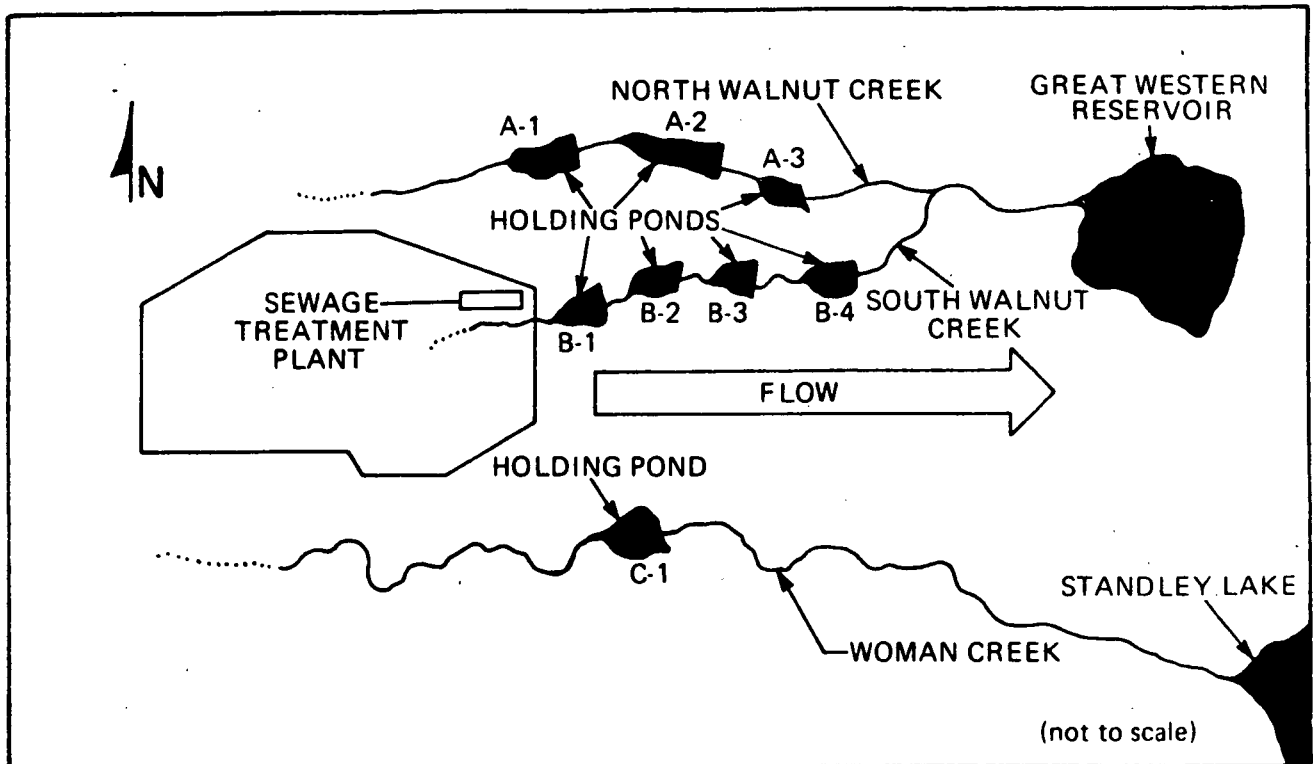 NORTH WALNUT CREEK
GREAT WESTERN
RESERVOIR
A-1
A-2
A-3
N
HOLDING PONDS
SEWAGE
TREATMENT
PLANT
B-1
B-2
B-3
B-4
SOUTH WALNUT
CREEK
FLOW
HOLDING POND
C-1
STANDLEY LAKE
WOMAN CREEK
(not to scale)